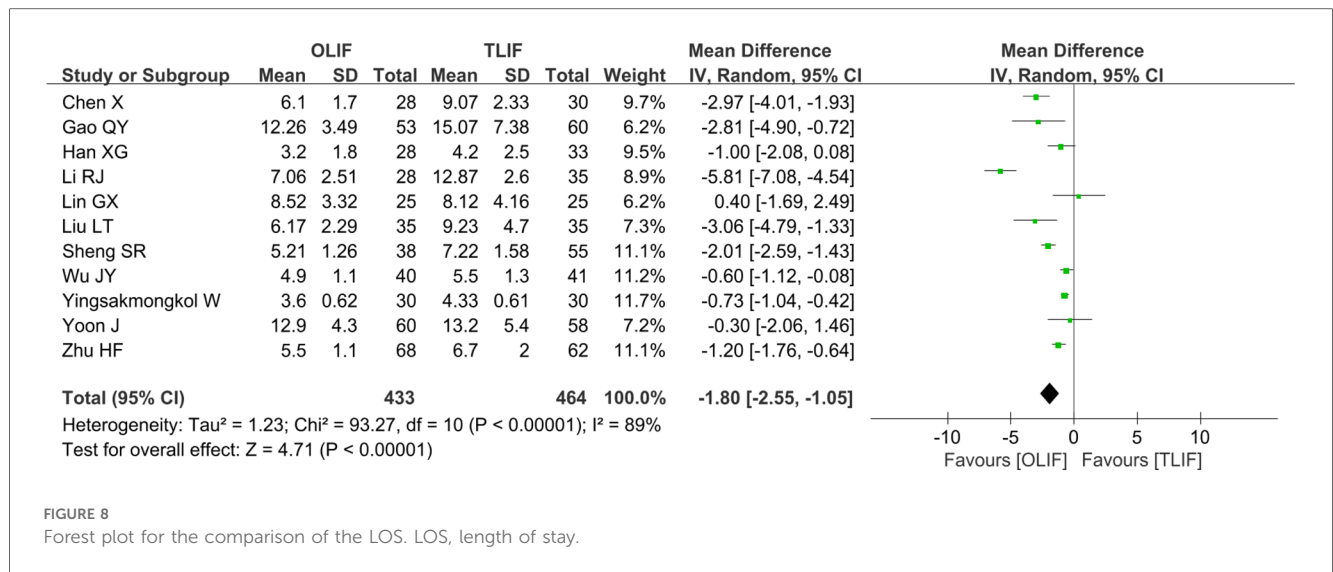 OLIF TLIF Mean Difference Mean Difference
Study or Subgroup Mean SD Total Mean SD Total Weight IV, Random, 95% CI IV, Random, 95% CI
Chen X 6.1 1.7 28 9.07 2.33 30 9.7% -2.97 [-4.01, -1.93]
Gao QY 12.26 3.49 53 15.07 7.38 60 6.2% -2.81 [-4.90, -0.72]
Han XG 3.2 1.8 28 4.2 2.5 33 9.5% -1.00 [-2.08, 0.08]
Li RJ 7.06 2.51 28 12.87 2.6 35 8.9% -5.81 [-7.08, -4.54]
Lin GX 8.52 3.32 25 8.12 4.16 25 6.2% 0.40 [-1.69, 2.49]
Liu LT 6.17 2.29 35 9.23 4.7 35 7.3% -3.06 [-4.79, -1.33]
Sheng SR 5.21 1.26 38 7.22 1.58 55 11.1% -2.01 [-2.59, -1.43]
Wu JY 4.9 1.1 40 5.5 1.3 41 11.2% -0.60 [-1.12, -0.08]
Yingsakmongkol W 3.6 0.62 30 4.33 0.61 30 11.7% -0.73 [-1.04, -0.42]
Yoon J 12.9 4.3 60 13.2 5.4 58 7.2% -0.30 [-2.06, 1.46]
Zhu HF 5.5 1.1 68 6.7 2 62 11.1% -1.20 [-1.76, -0.64]
Total (95% CI) 433 464 100.0% -1.80 [-2.55, -1.05]
Heterogeneity: Tau² = 1.23; Chi² = 93.27, df = 10 (P < 0.00001); I² = 89%
Test for overall effect: Z = 4.71 (P < 0.00001)
-10 -5 0 5 10
Favours [OLIF] Favours [TLIF]
FIGURE 8
Forest plot for the comparison of the LOS. LOS, length of stay.